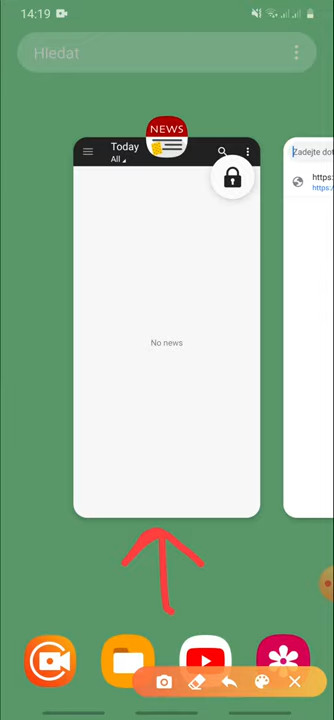 14:19
Hledat
NEWS
Today
All
Zadejte dot
https:
https:/
No news